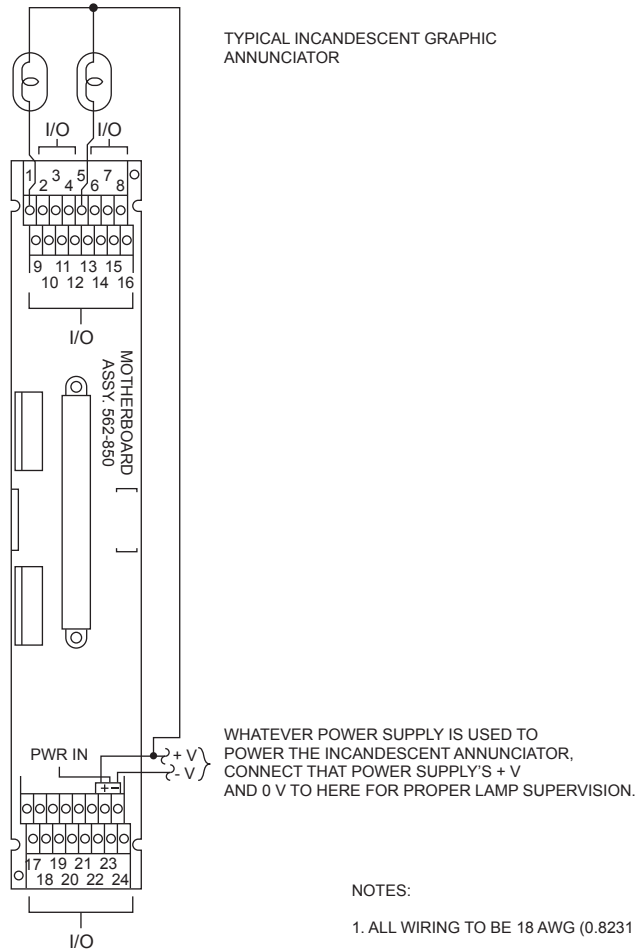 TYPICAL INCANDESCENT GRAPHIC
ANNUNCIATOR
I/O I/O
1 2 3 4 5 6 7 8
9 10 11 12 13 14 15 16
I/O
MOTHERBOARD
ASSY. 562-850
PWR IN
+ V
- V
+ −
WHATEVER POWER SUPPLY IS USED TO
POWER THE INCANDESCENT ANNUNCIATOR,
CONNECT THAT POWER SUPPLY'S + V
AND 0 V TO HERE FOR PROPER LAMP SUPERVISION.
17 18 19 20 21 22 23 24
I/O
NOTES:
1. ALL WIRING TO BE 18 AWG (0.8231